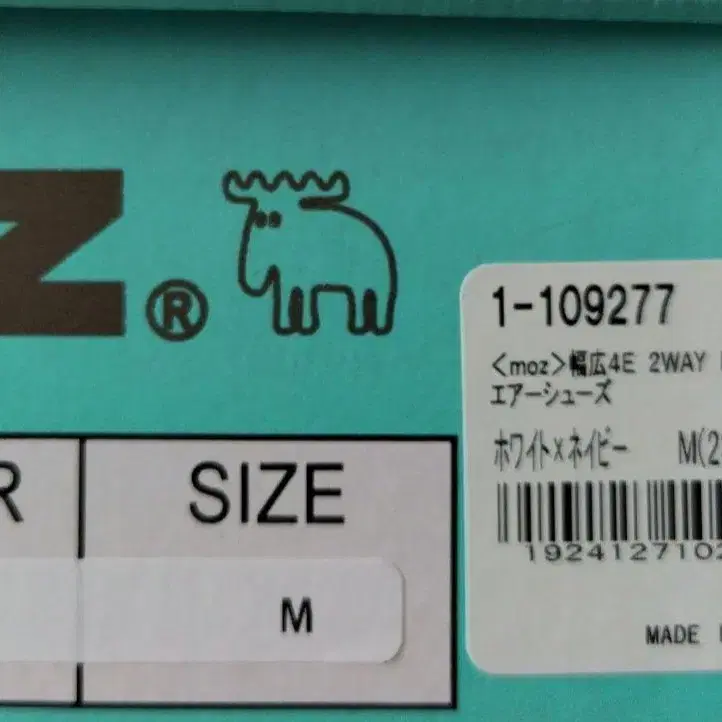 Z®
1-109277
<moz>幅広4E 2WAY
エアーシューズ
ホワイト×ネイビー M(2
R SIZE
1924127102
M
MADE